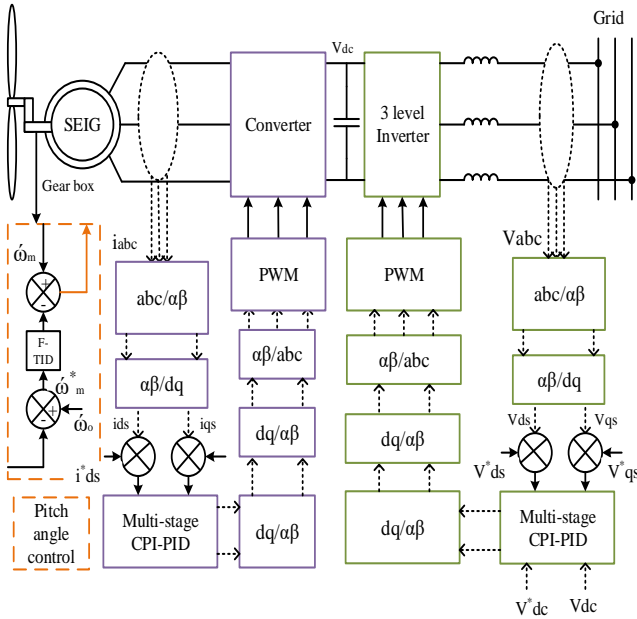 Grid
Vdc
SEIG
Converter
3 level
Inverter
Gear box
iabc
Vabc
ώm
+
-
PWM
PWM
abc/αβ
abc/αβ
F-
TID
αβ/abc
αβ/abc
ώ*m
αβ/dq
αβ/dq
+
-
ώo
ids
iqs
dq/αβ
dq/αβ
Vds
Vqs
i*ds
V*ds
V*qs
Pitch
angle
control
Multi-stage
CPI-PID
dq/αβ
dq/αβ
Multi-stage
CPI-PID
V*dc
Vdc